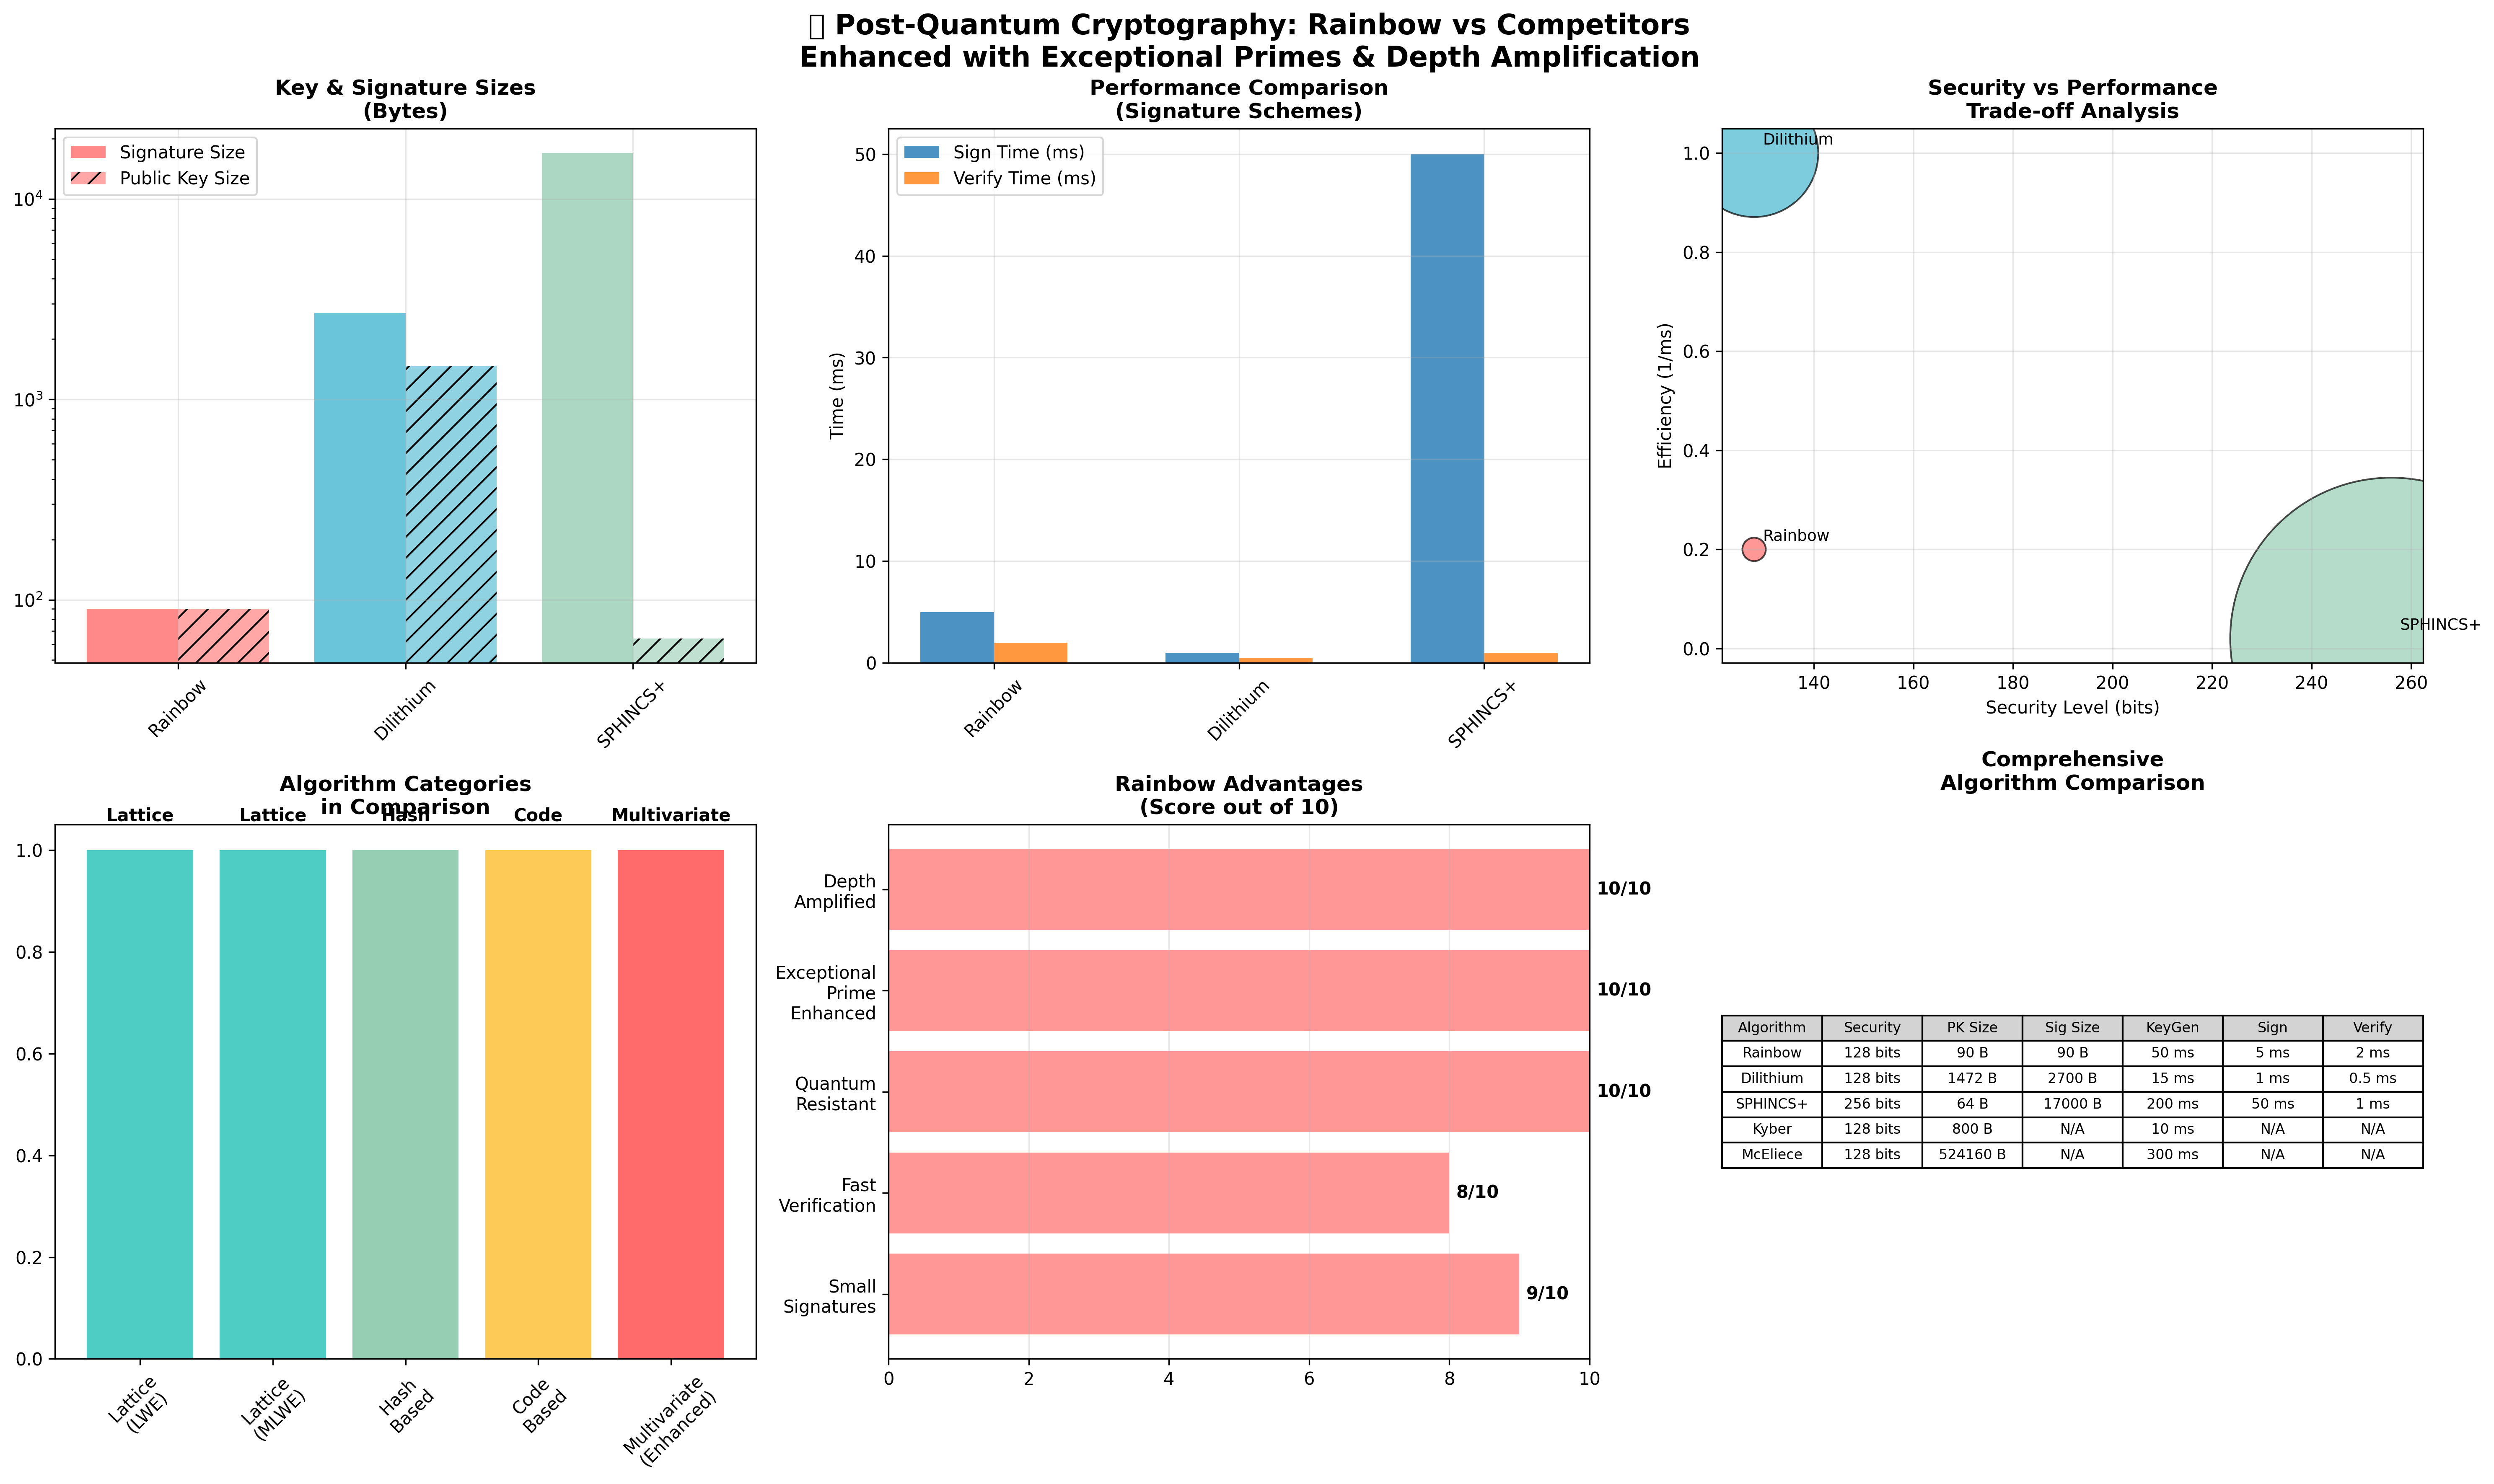 ▯ Post-Quantum Cryptography: Rainbow vs Competitors
Enhanced with Exceptional Primes & Depth Amplification
Key & Signature Sizes
(Bytes)
Signature Size
Public Key Size
10⁴
10³
10²
Rainbow
Dilithium
SPHINCS+
Performance Comparison
(Signature Schemes)
Sign Time (ms)
Verify Time (ms)
Time (ms)
50
40
30
20
10
0
Rainbow
Dilithium
SPHINCS+
Security vs Performance
Trade-off Analysis
Efficiency (1/ms)
1.0
0.8
0.6
0.4
0.2
0.0
Dilithium
Rainbow
SPHINCS+
140 160 180 200 220 240 260
Security Level (bits)
Algorithm Categories
in Comparison
Lattice Lattice Hash Code Multivariate
1.0
0.8
0.6
0.4
0.2
0.0
Lattice
(LWE)
Lattice
(MLWE)
Hash
Based
Code
Based
Multivariate
(Enhanced)
Rainbow Advantages
(Score out of 10)
Depth
Amplified
10/10
Exceptional
Prime
Enhanced
10/10
Quantum
Resistant
10/10
Fast
Verification
8/10
Small
Signatures
9/10
0 2 4 6 8 10
Comprehensive
Algorithm Comparison
Algorithm Security PK Size Sig Size KeyGen Sign Verify
Rainbow 128 bits 90 B 90 B 50 ms 5 ms 2 ms
Dilithium 128 bits 1472 B 2700 B 15 ms 1 ms 0.5 ms
SPHINCS+ 256 bits 64 B 17000 B 200 ms 50 ms 1 ms
Kyber 128 bits 800 B N/A 10 ms N/A N/A
McEliece 128 bits 524160 B N/A 300 ms N/A N/A